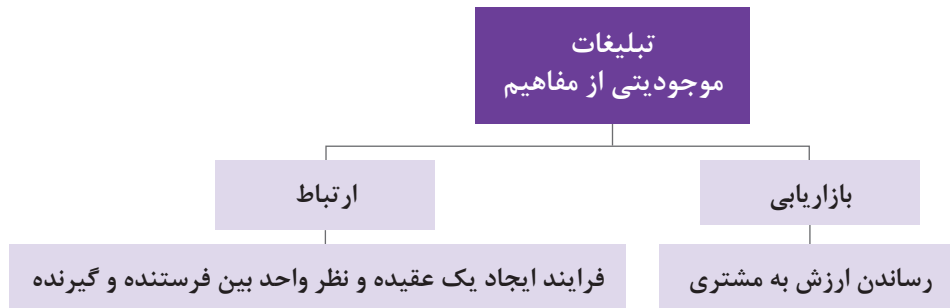 تبلیغات
موجودیتی از مفاهیم
بازاریابی
ارتباط
رساندن ارزش به مشتری
فرایند ایجاد یک عقیده و نظر واحد بین فرستنده و گیرنده